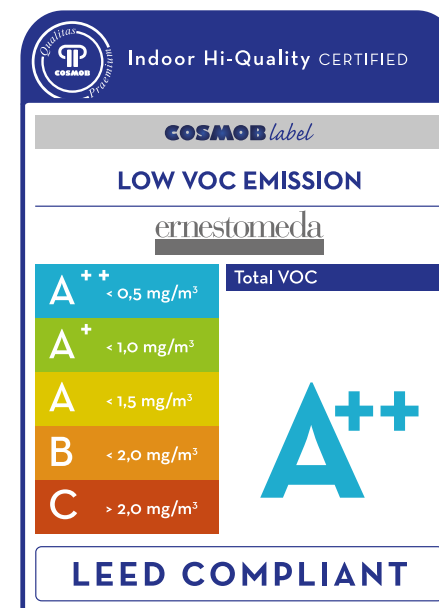 Qualitas
Praemium
COSMOB
Indoor Hi-Quality CERTIFIED
COSMOB label
LOW VOC EMISSION
ernestomeda
A++ < 0,5 mg/m³
A+ < 1,0 mg/m³
A < 1,5 mg/m³
B < 2,0 mg/m³
C > 2,0 mg/m³
Total VOC
A++
LEED COMPLIANT